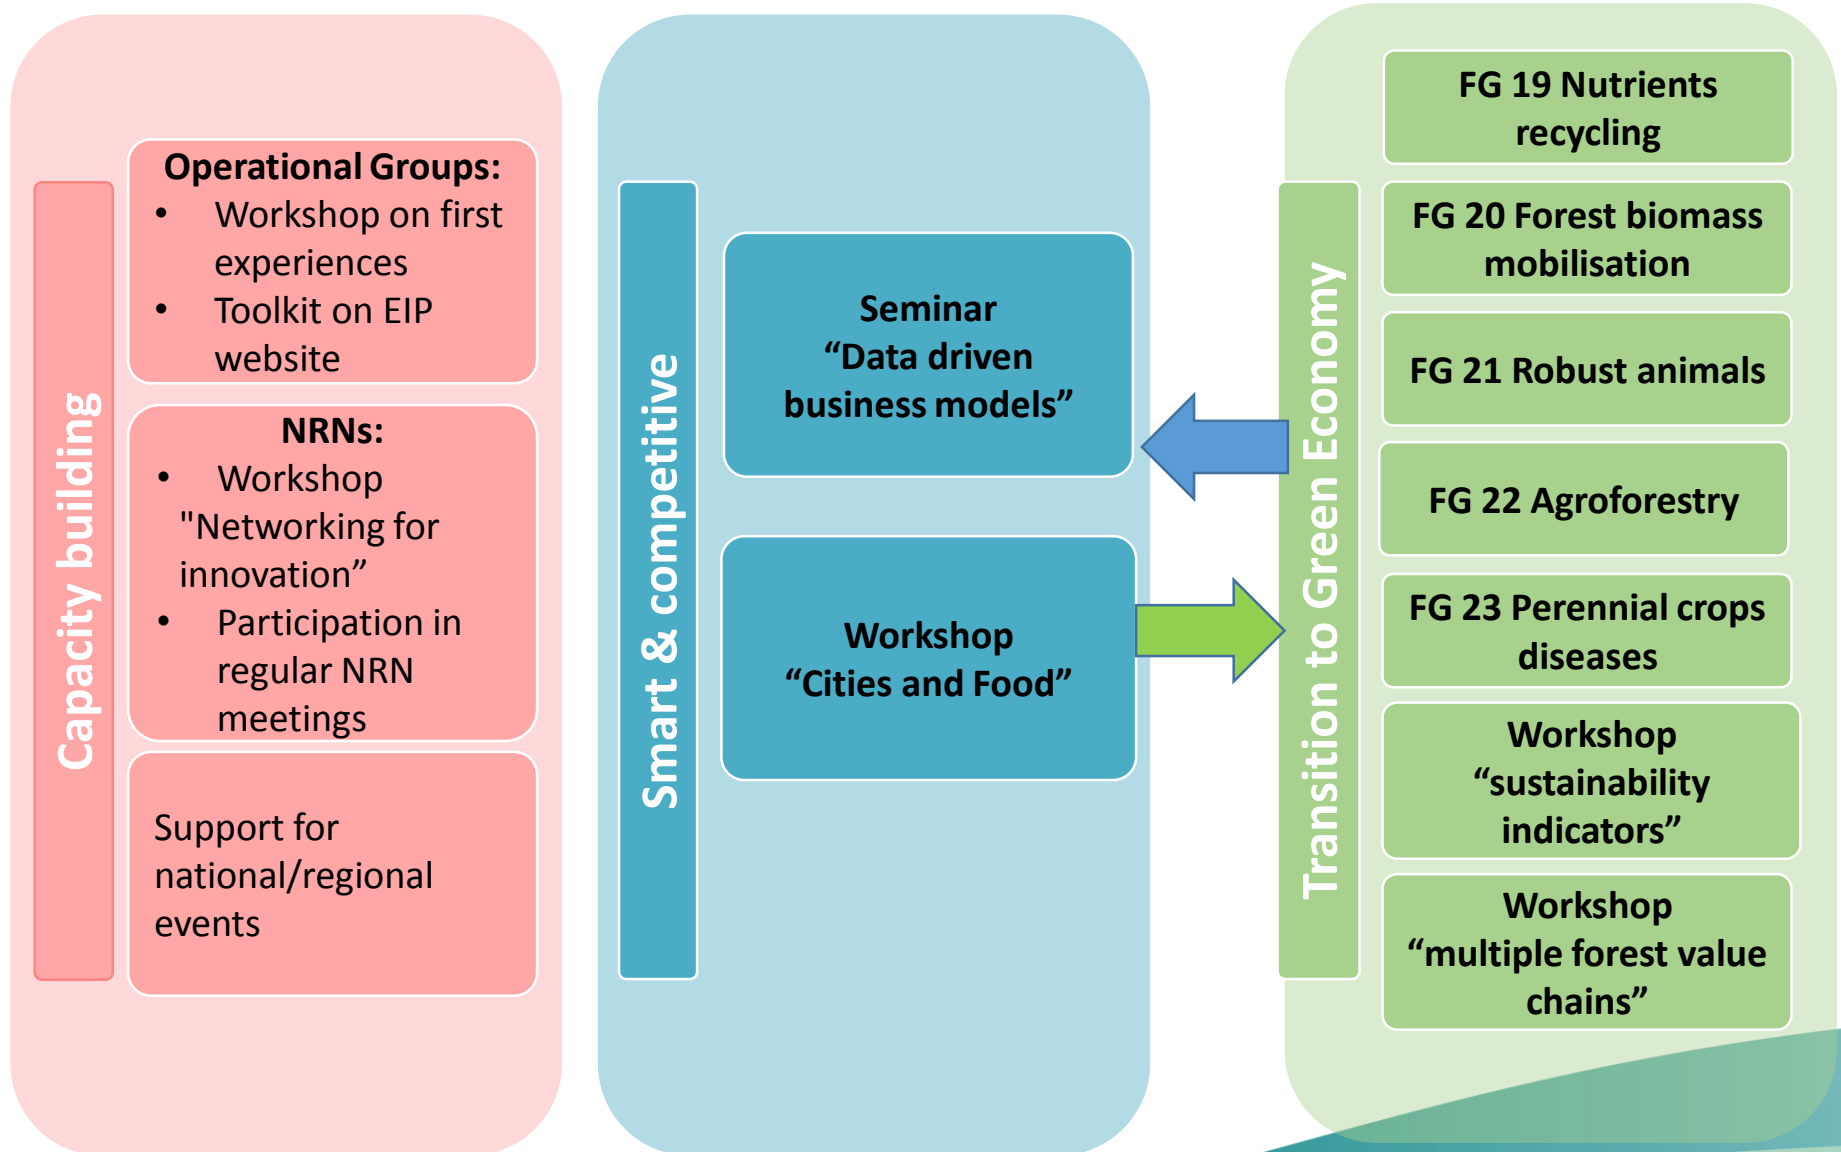 Capacity building
Operational Groups:
• Workshop on first
experiences
• Toolkit on EIP
website
NRNs:
• Workshop
"Networking for
innovation”
• Participation in
regular NRN
meetings
Support for
national/regional
events
Smart & competitive
Seminar
“Data driven
business models”
Workshop
“Cities and Food”
Transition to Green Economy
FG 19 Nutrients
recycling
FG 20 Forest biomass
mobilisation
FG 21 Robust animals
FG 22 Agroforestry
FG 23 Perennial crops
diseases
Workshop
“sustainability
indicators”
Workshop
“multiple forest value
chains”